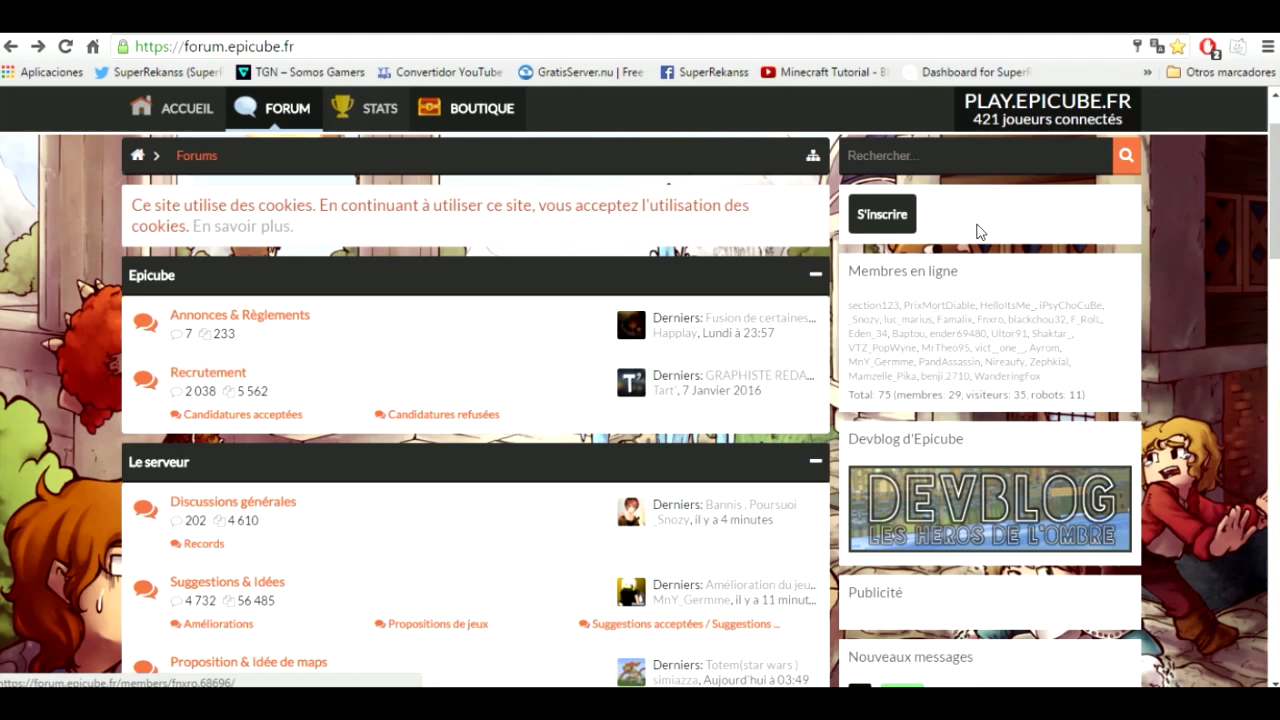 https://forum.epicube.fr
Aplicaciones SuperRekanss (Super TGN – Somos Gamers Convertidor YouTube GratisServer.nu | Free SuperRekanss Minecraft Tutorial - B Dashboard for Super » Otros marcadores
ACCUEIL FORUM STATS BOUTIQUE
PLAY.EPICUBE.FR
421 joueurs connectés
Forums
Rechercher...
Ce site utilise des cookies. En continuant à utiliser ce site, vous acceptez l'utilisation des
cookies. En savoir plus.
S'inscrire
Epicube
Annonces & Règlements
7 233
Derniers: Fusion de certaines...
Happlay, Lundi à 23:57
Recrutement
2 038 5 562
Derniers: GRAPHISTE RÉDA...
Tart', 7 Janvier 2016
Candidatures acceptées Candidatures refusées
Le serveur
Discussions générales
202 4 610
Derniers: Bannis , Poursuoi
_Snozy, il y a 4 minutes
Records
Suggestions & Idées
4 732 56 485
Derniers: Amélioration du jeu...
MnY_Germme, il y a 11 minut...
Améliorations Propositions de jeux Suggestions acceptées / Suggestions ...
Proposition & Idée de maps
Derniers: Totem(star wars )
simiazza, Aujourd'hui à 03:49
Membres en ligne
section123, PrixMortDiable, HelloItsMe_, iPsyChoCuBe,
_Snozy, luc_marius, Famalix, Fnxro, blackchou32, F_RolL,
Eden_34, Baptou, ender69480, Ultor91, Shaktar_,
VTZ_PopWyne, MrTheo95, vict__one__, Ayrom,
MnY_Germme, PandAssassin, Nireaufy, Zephkial,
Mamzelle_Pika, benji.2710, WanderingFox
Total: 75 (membres: 29, visiteurs: 35, robots: 11)
Devblog d'Epicube
DEVBLOG
LES HÉROS DE L'OMBRE
Publicité
Nouveaux messages
https://forum.epicube.fr/members/fnxro.68696/